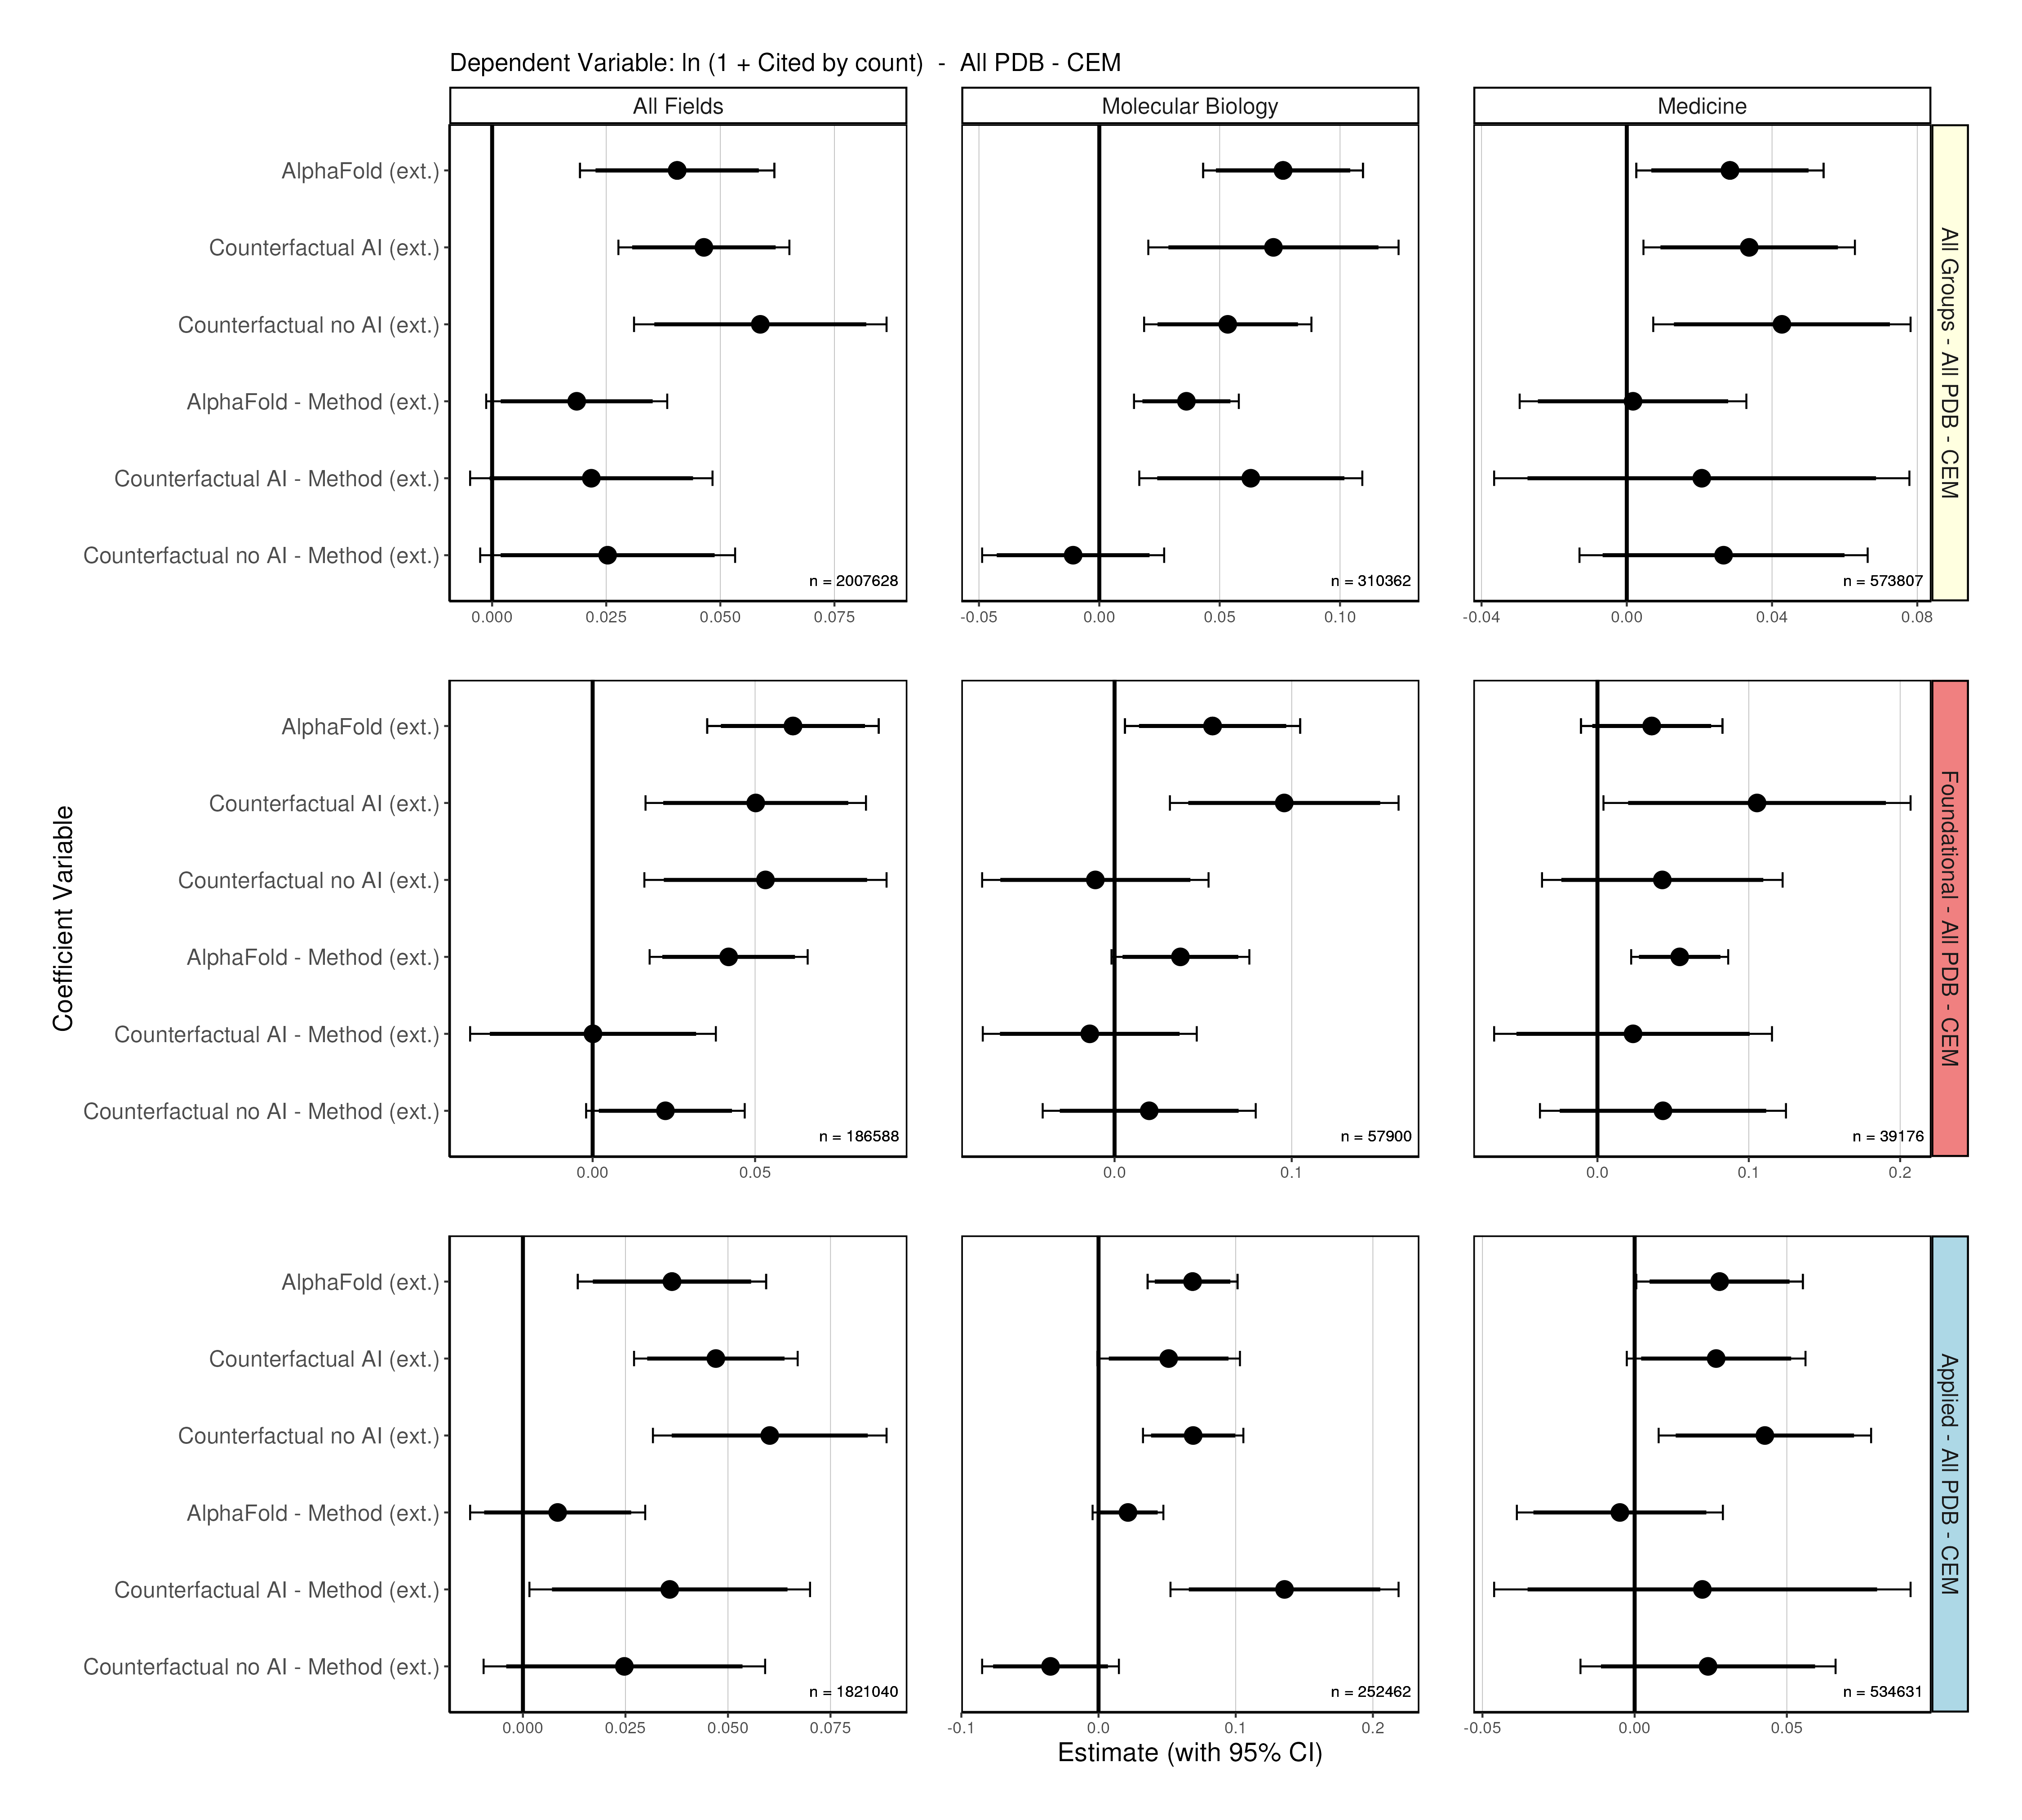 Dependent Variable: ln (1 + Cited by count)  -  All PDB - CEM
All Fields
Molecular Biology
Medicine
AlphaFold (ext.)
Counterfactual AI (ext.)
Counterfactual no AI (ext.)
AlphaFold - Method (ext.)
Counterfactual AI - Method (ext.)
Counterfactual no AI - Method (ext.)
n = 2007628
n = 310362
n = 573807
0.000 0.025 0.050 0.075
-0.05 0.00 0.05 0.10
-0.04 0.00 0.04 0.08
All Groups - All PDB - CEM
Coefficient Variable
AlphaFold (ext.)
Counterfactual AI (ext.)
Counterfactual no AI (ext.)
AlphaFold - Method (ext.)
Counterfactual AI - Method (ext.)
Counterfactual no AI - Method (ext.)
n = 186588
n = 57900
n = 39176
0.00 0.05
0.0 0.1
0.0 0.1 0.2
Foundational - All PDB - CEM
AlphaFold (ext.)
Counterfactual AI (ext.)
Counterfactual no AI (ext.)
AlphaFold - Method (ext.)
Counterfactual AI - Method (ext.)
Counterfactual no AI - Method (ext.)
n = 1821040
n = 252462
n = 534631
0.000 0.025 0.050 0.075
-0.1 0.0 0.1 0.2
-0.05 0.00 0.05
Applied - All PDB - CEM
Estimate (with 95% CI)